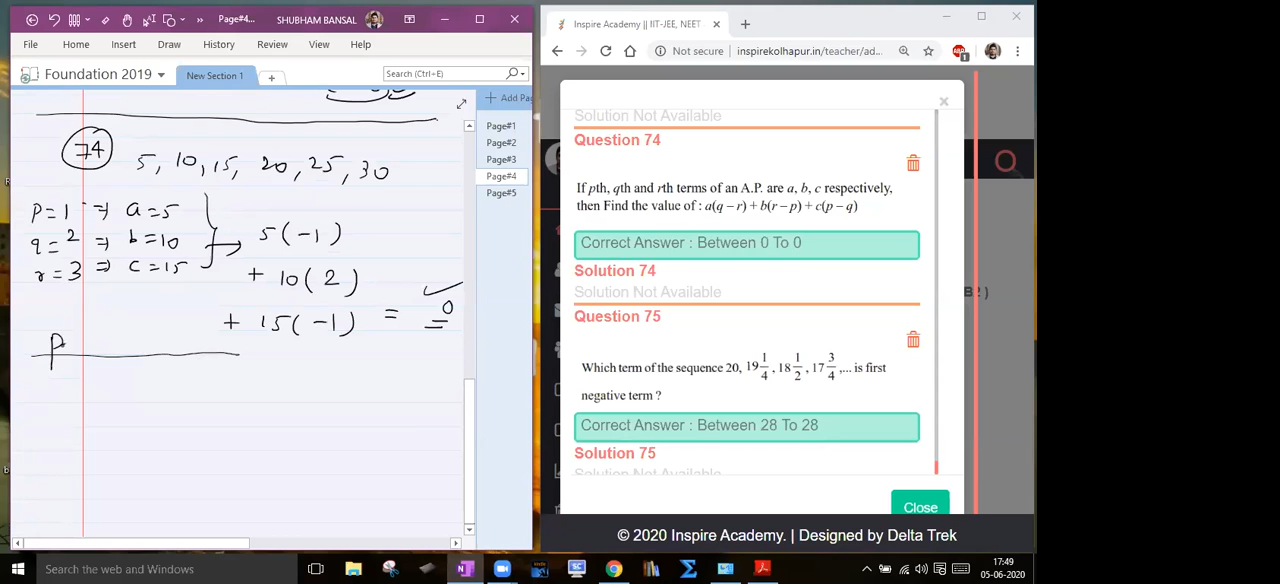 Page#4...
SHUBHAM BANSAL
File Home Insert Draw History Review View Help
Foundation 2019
New Section 1
Search (Ctrl+E)
Add Pag
Page#1
Page#2
Page#3
Page#4
Page#5
74
5, 10, 15, 20, 25, 30
p=1 ⇒ a=5
q=2 ⇒ b=10
r=3 ⇒ c=15
5(-1)
+ 10(2)
+ 15(-1) = 0
p
Inspire Academy || IIT-JEE, NEET
Not secure inspirekolhapur.in/teacher/ad...
Solution Not Available
Question 74
If pth, qth and rth terms of an A.P. are a, b, c respectively,
then Find the value of : a(q − r) + b(r − p) + c(p − q)
Correct Answer : Between 0 To 0
Solution 74
Solution Not Available
Question 75
Which term of the sequence 20, 19 1/4, 18 1/2, 17 3/4,... is first
negative term ?
Correct Answer : Between 28 To 28
Solution 75
Solution Not Available
Close
B2 )
© 2020 Inspire Academy. | Designed by Delta Trek
Search the web and Windows
17:49
05-06-2020